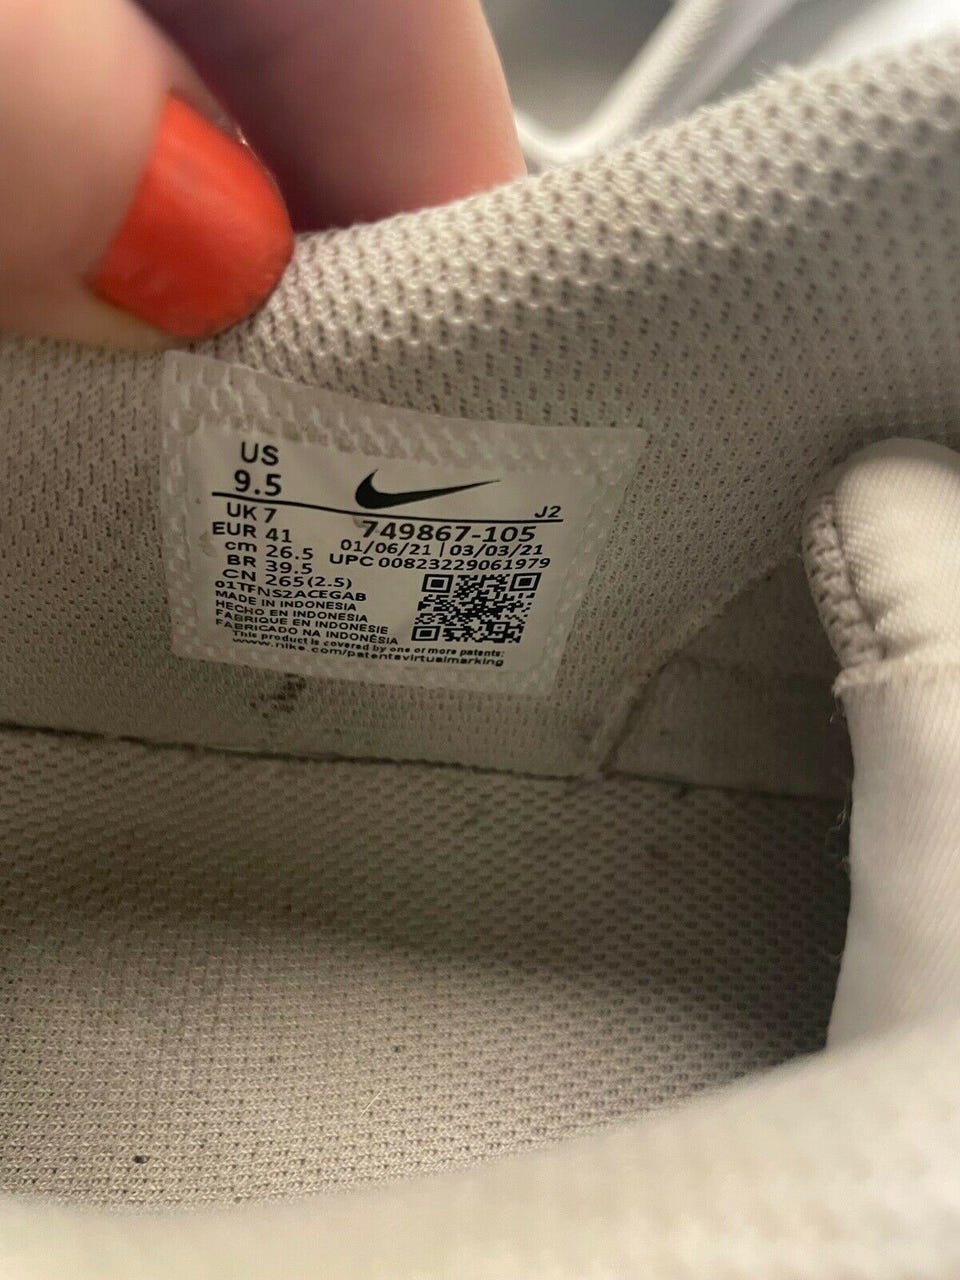 US
9.5
J2
UK 7
749867-105
EUR 41
01/06/21 | 03/03/21
cm 26.5
UPC 00823229061979
BR 39.5
CN 265(2.5)
01TFNS2ACEGAB
MADE IN INDONESIA
HECHO EN INDONESIA
FABRIQUE EN INDONESIE
FABRICADO NA INDONÉSIA
This product is covered by one or more patents:
www.nike.com/patentsvirtualmarking